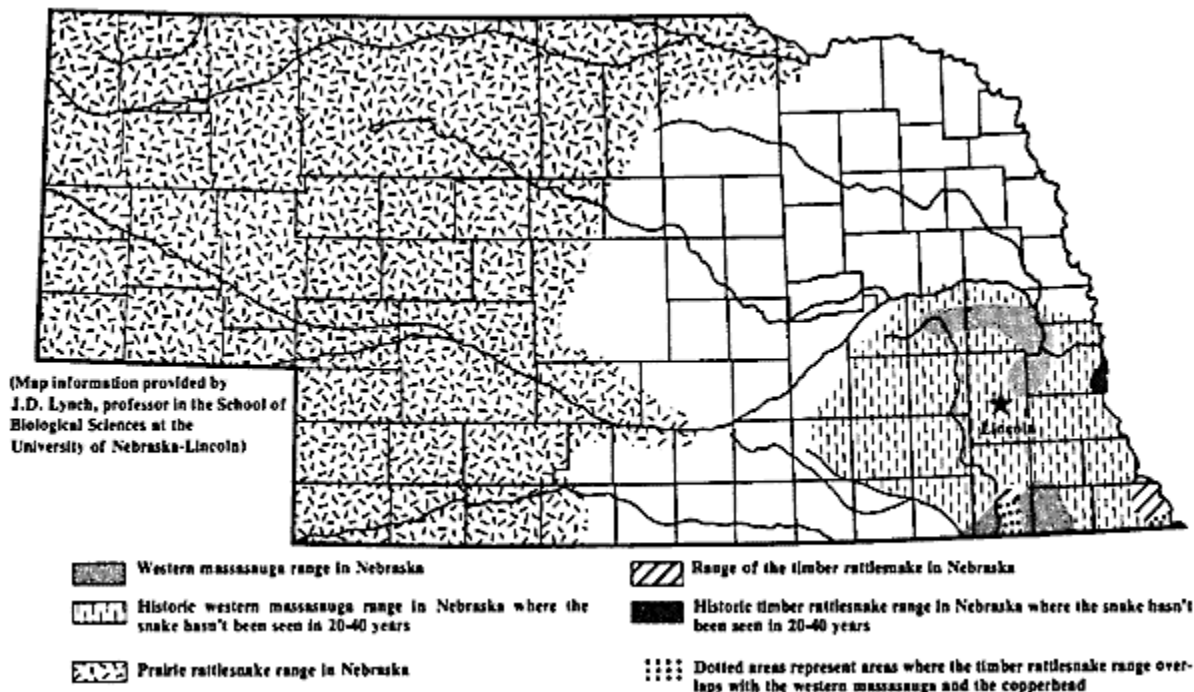 (Map information provided by
J.D. Lynch, professor in the School of
Biological Sciences at the
University of Nebraska-Lincoln)
Lincoln
Western massasauga range in Nebraska
Historic western massasauga range in Nebraska where the
snake hasn't been seen in 20-40 years
Prairie rattlesnake range in Nebraska
Range of the timber rattlemake in Nebraska
Historic timber rattlesnake range in Nebraska where the snake hasn't
been seen in 20-40 years
Dotted areas represent areas where the timber rattlesnake range over-
laps with the western massasauga and the copperhead